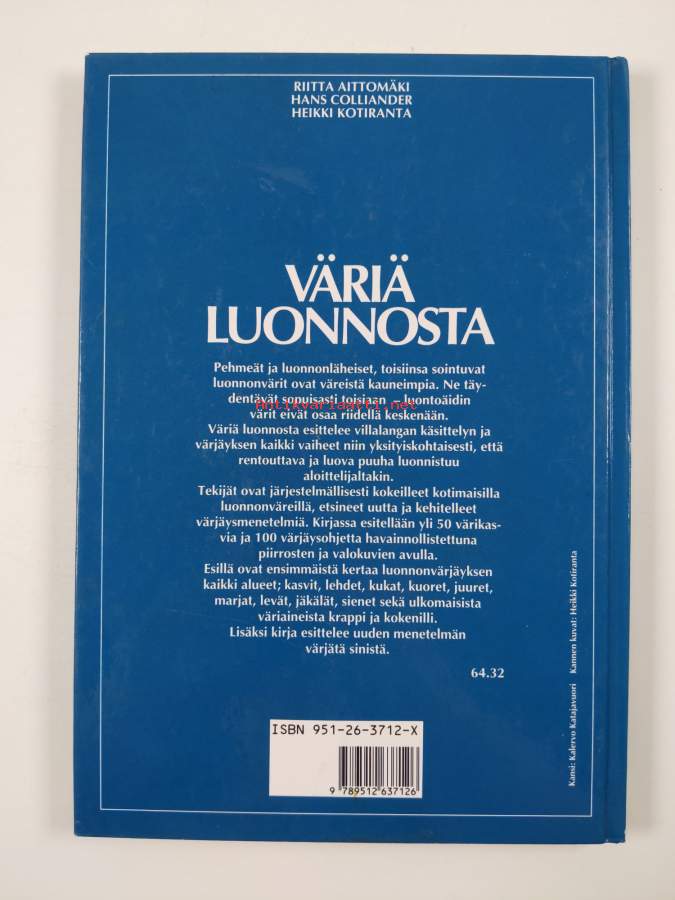 RIITTA AITTOMÄKI
HANS COLLIANDER
HEIKKI KOTIRANTA
VÄRIÄ
LUONNOSTA
Pehmeät ja luonnonläheiset, toisiinsa sointuvat
luonnonvärit ovat väreistä kauneimpia. Ne täy-
dentävät sopuisasti toisiaan – luontoäidin
Antikvariaatti.net
värit eivät osaa riidellä keskenään.
Väriä luonnosta esittelee villalangan käsittelyn ja
värjäyksen kaikki vaiheet niin yksityiskohtaisesti, että
rentouttava ja luova puuha luonnistuu
aloittelijaltakin.
Tekijät ovat järjestelmällisesti kokeilleet kotimaisilla
luonnonväreillä, etsineet uutta ja kehitelleet
värjäysmenetelmiä. Kirjassa esitellään yli 50 värikas-
via ja 100 värjäysohjetta havainnollistettuna
piirrosten ja valokuvien avulla.
Esillä ovat ensimmäistä kertaa luonnonvärjäyksen
kaikki alueet; kasvit, lehdet, kukat, kuoret, juuret,
marjat, levät, jäkälät, sienet sekä ulkomaisista
väriaineista krappi ja kokenilli.
Lisäksi kirja esittelee uuden menetelmän
värjätä sinistä.
64.32
ISBN 951-26-3712-X
9 789512 637126
Kansi: Kalervo Katajavuori Kannen kuvat: Heikki Kotiranta